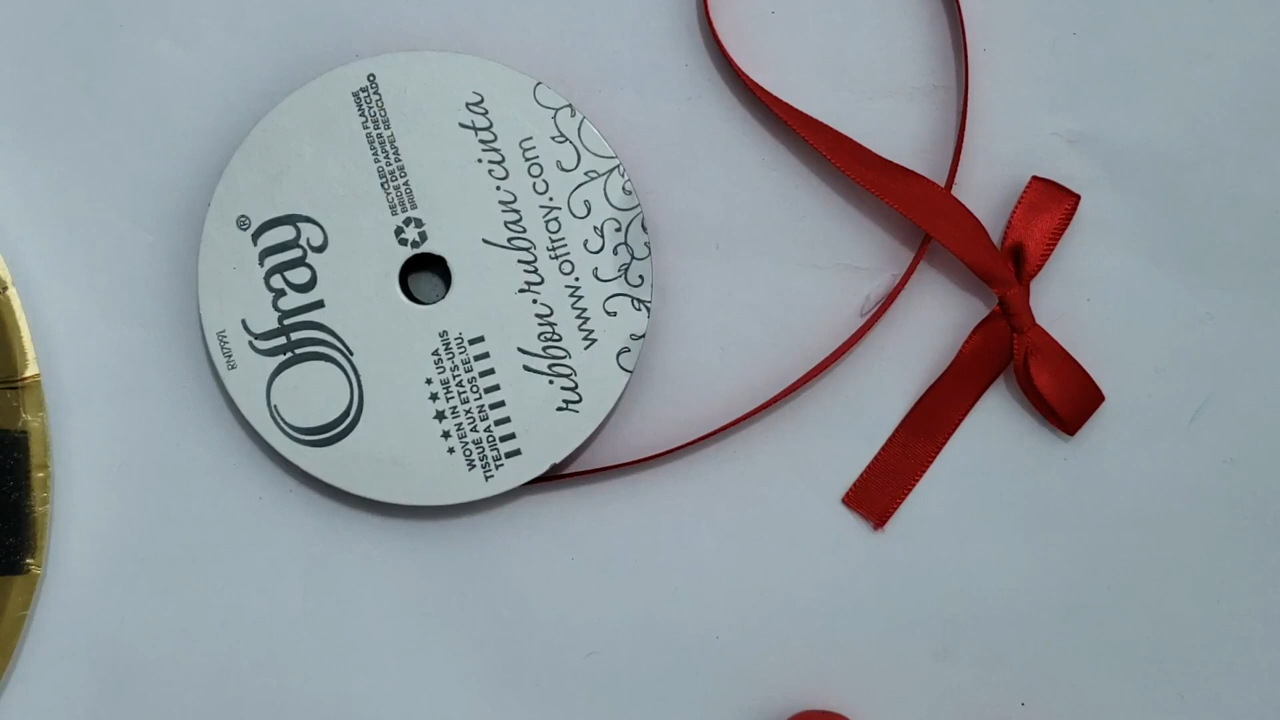 RN17991
Offray®
RECYCLED PAPER FLANGE
BRIDE DE PAPIER RECYCLÉ
BRIDA DE PAPEL RECICLADO
WOVEN IN THE USA
TISSUE AUX ETATS-UNIS
TEJIDA EN LOS EE.UU.
ribbon·ruban·cinta
www.offray.com